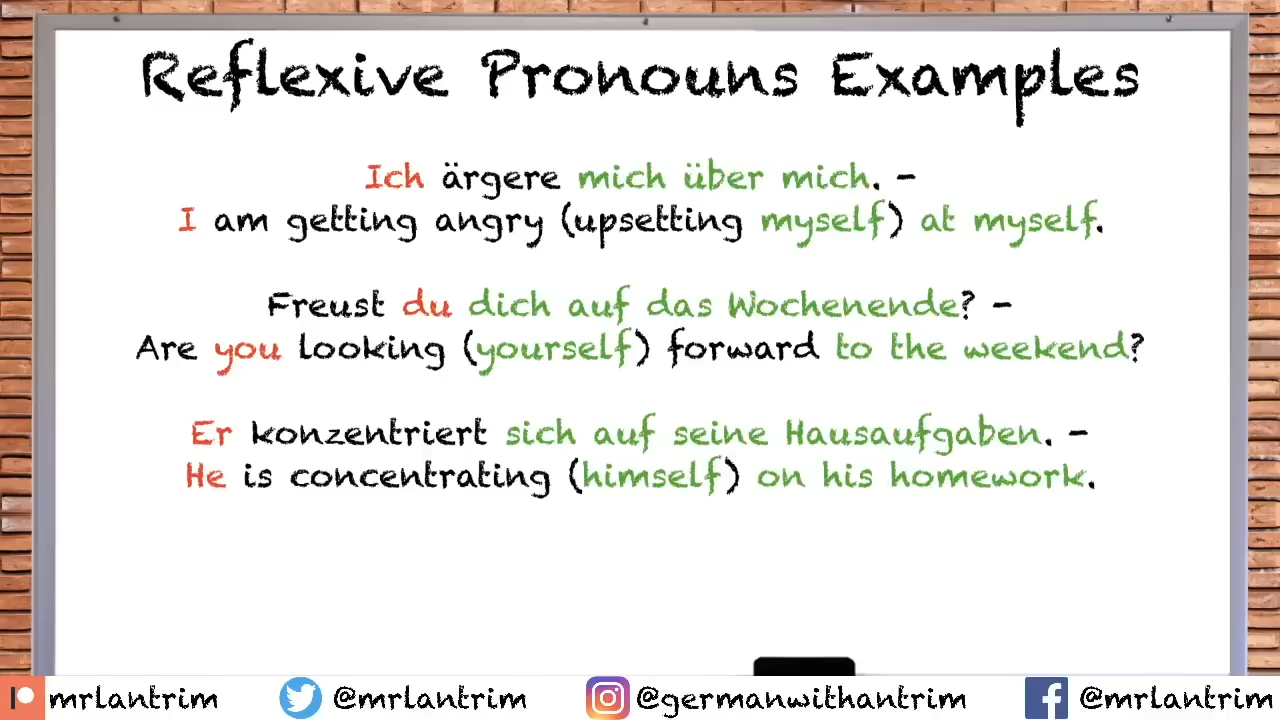 Reflexive Pronouns Examples
Ich ärgere mich über mich. –
I am getting angry (upsetting myself) at myself.
Freust du dich auf das Wochenende? –
Are you looking (yourself) forward to the weekend?
Er konzentriert sich auf seine Hausaufgaben. –
He is concentrating (himself) on his homework.
mrlantrim @mrlantrim @germanwithantrim @mrlantrim